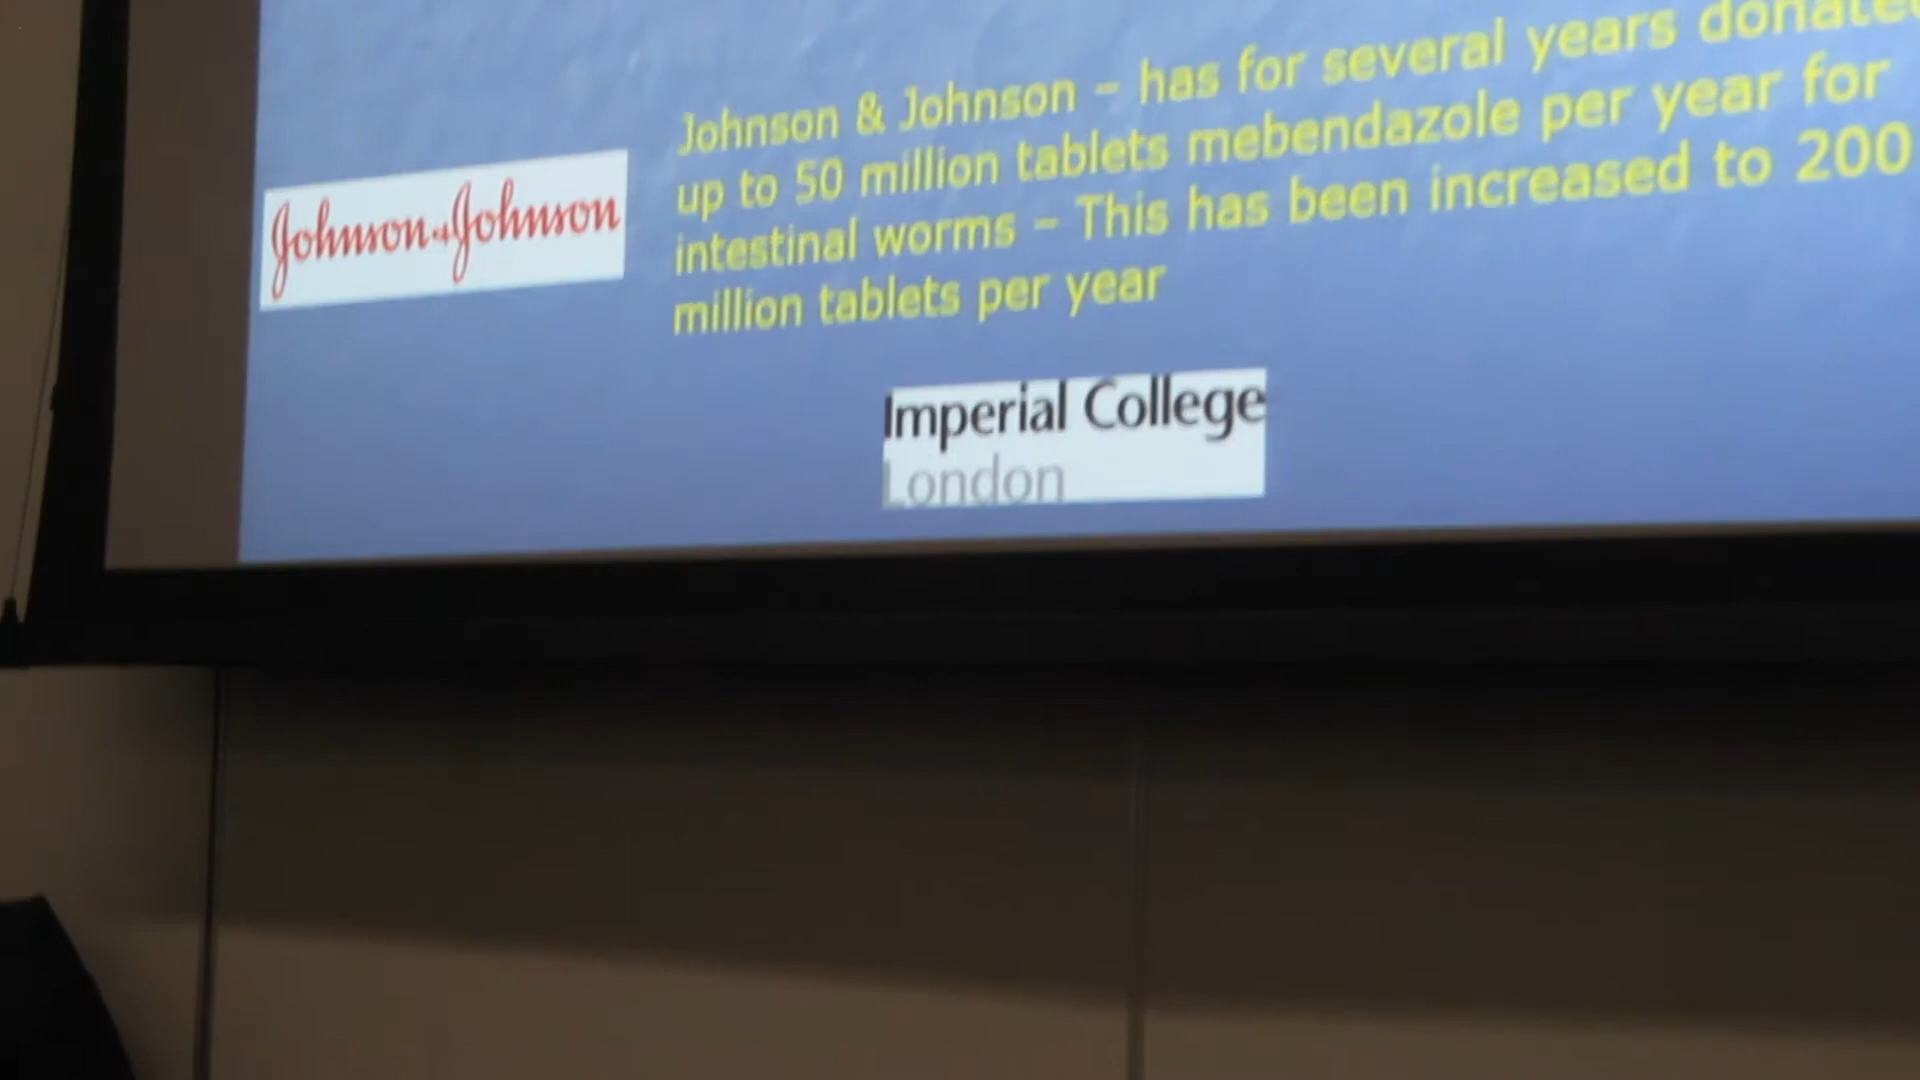 Johnson & Johnson – has for several years donated
up to 50 million tablets mebendazole per year for
intestinal worms – This has been increased to 200
million tablets per year
Johnson & Johnson
Imperial College
London